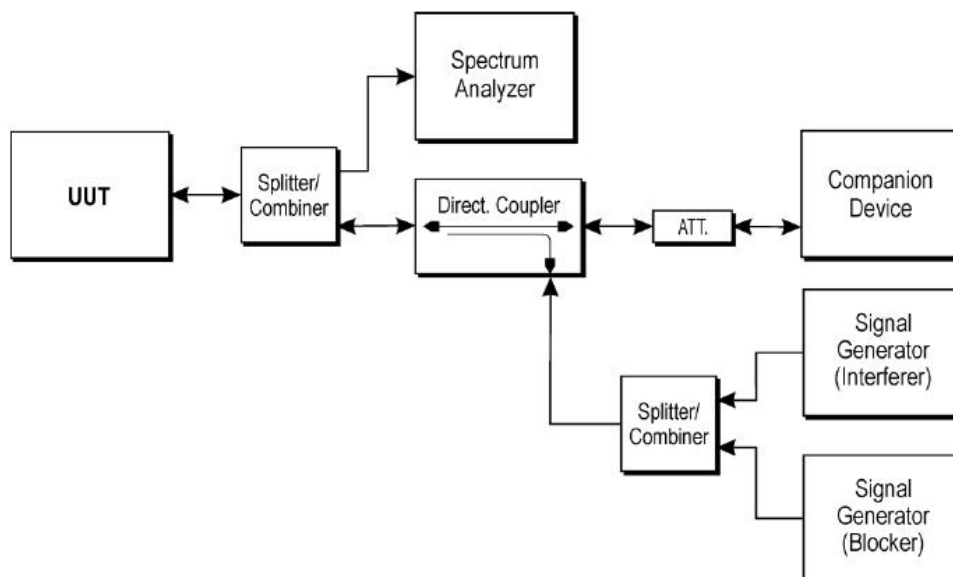 Spectrum
Analyzer
UUT
Splitter/
Combiner
Direct. Coupler
ATT.
Companion
Device
Signal
Generator
(Interferer)
Splitter/
Combiner
Signal
Generator
(Blocker)